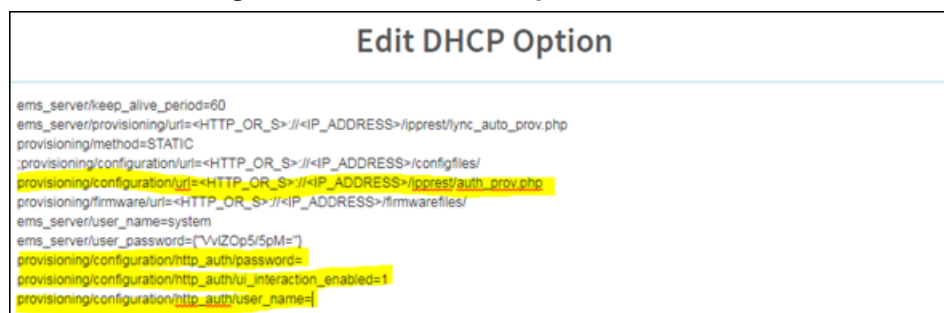 Edit DHCP Option
ems_server/keep_alive_period=60
ems_server/provisioning/url=<HTTP_OR_S>://<IP_ADDRESS>/ipprest/lync_auto_prov.php
provisioning/method=STATIC
;provisioning/configuration/url=<HTTP_OR_S>://<IP_ADDRESS>/configfiles/
provisioning/configuration/url=<HTTP_OR_S>://<IP_ADDRESS>/ipprest/auth_prov.php
provisioning/firmware/url=<HTTP_OR_S>://<IP_ADDRESS>/firmwarefiles/
ems_server/user_name=system
ems_server/user_password={"VvlZOp5/5pM="}
provisioning/configuration/http_auth/password=
provisioning/configuration/http_auth/ui_interaction_enabled=1
provisioning/configuration/http_auth/user_name=